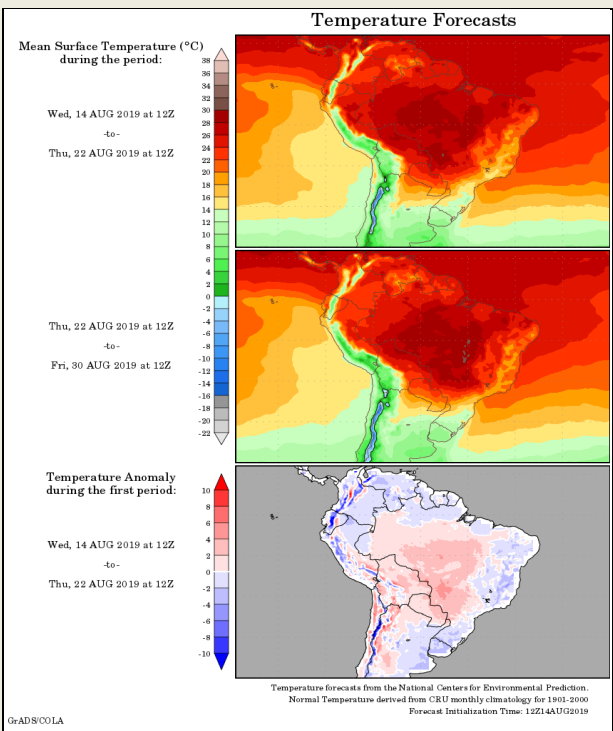 Temperature Forecasts
Mean Surface Temperature (°C)
during the period:
38
36
34
32
30
28
26
24
22
20
18
16
14
12
10
8
6
4
2
0
-2
-4
-6
-8
-10
-12
-14
-16
-18
-20
-22
Wed, 14 AUG 2019 at 12Z
-to-
Thu, 22 AUG 2019 at 12Z
Thu, 22 AUG 2019 at 12Z
-to-
Fri, 30 AUG 2019 at 12Z
Temperature Anomaly
during the first period:
10
8
6
4
2
0
-2
-4
-6
-8
-10
Wed, 14 AUG 2019 at 12Z
-to-
Thu, 22 AUG 2019 at 12Z
Temperature forecasts from the National Centers for Environmental Prediction.
Normal Temperature derived from CRU monthly climatology for 1901-2000
Forecast Initialization Time: 12Z14AUG2019
GrADS/COLA